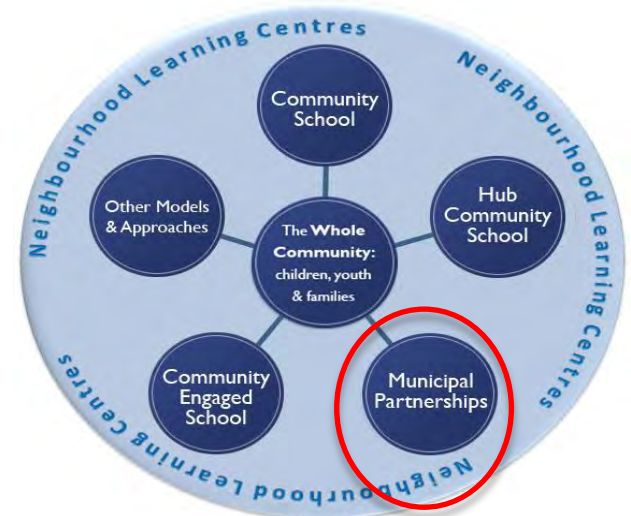 Neighbourhood Learning Centres
Neighbourhood Learning Centres
Community
School
Other Models
& Approaches
Hub
Community
School
The Whole
Community:
children, youth
& families
Community
Engaged
School
Municipal
Partnerships
Neighbourhood Learning Centres